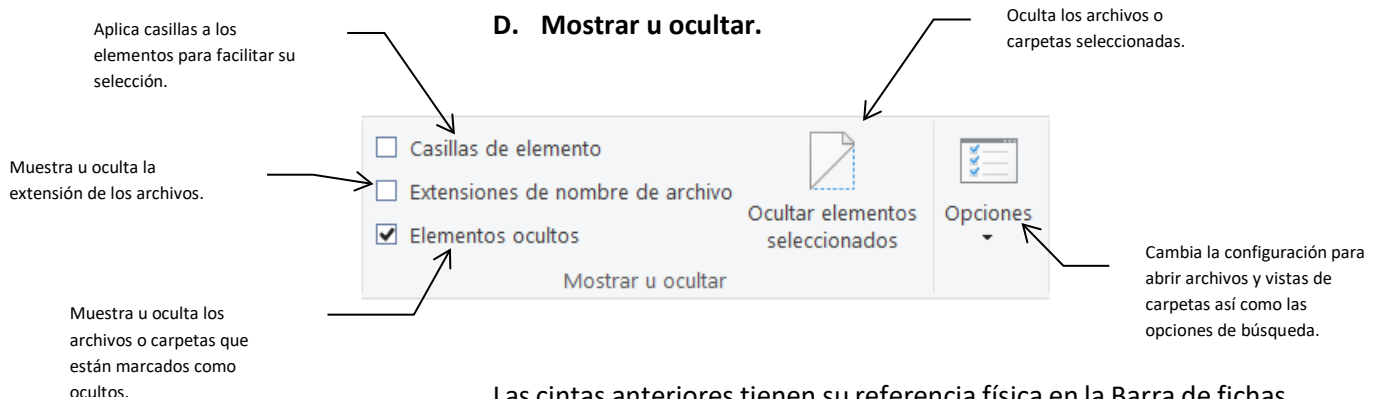 D. Mostrar u ocultar.
Aplica casillas a los
elementos para facilitar su
selección.
Oculta los archivos o
carpetas seleccionadas.
Muestra u oculta la
extensión de los archivos.
Casillas de elemento
Extensiones de nombre de archivo
Elementos ocultos
Ocultar elementos
seleccionados
Opciones
Mostrar u ocultar
Cambia la configuración para
abrir archivos y vistas de
carpetas así como las
opciones de búsqueda.
Muestra u oculta los
archivos o carpetas que
están marcados como
ocultos.
Las cintas anteriores tienen su referencia física en la Barra de fichas